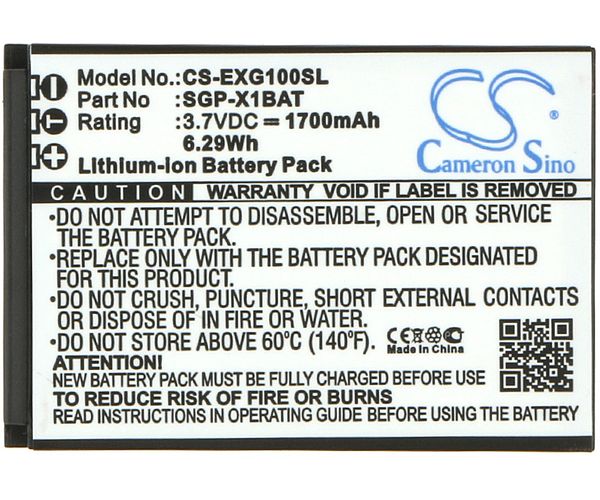 Model No.: CS-EXG100SL
Part No : SGP-X1BAT
Rating : 3.7VDC 1700mAh
6.29Wh
Lithium-ion Battery Pack
CS
®
Cameron Sino
CAUTION WARRANTY VOID IF LABEL IS REMOVED
•DO NOT ATTEMPT TO DISASSEMBLE, OPEN OR SERVICE
THE BATTERY PACK.
•REPLACE ONLY WITH THE BATTERY PACK DESIGNATED
FOR THIS PRODUCT.
•DO NOT CRUSH, PUNCTURE, SHORT EXTERNAL CONTACTS
OR DISPOSE OF IN FIRE OR WATER.
•DO NOT STORE ABOVE 60°C (140°F).
CE
Made in China
ATTENTION!
NEW BATTERY PACK MUST BE FULLY CHARGED BEFORE USE.
TO REDUCE RISK OF FIRE OR BURNS,
READ INSTRUCTIONS AND OPERATING GUIDE BEFORE USING.